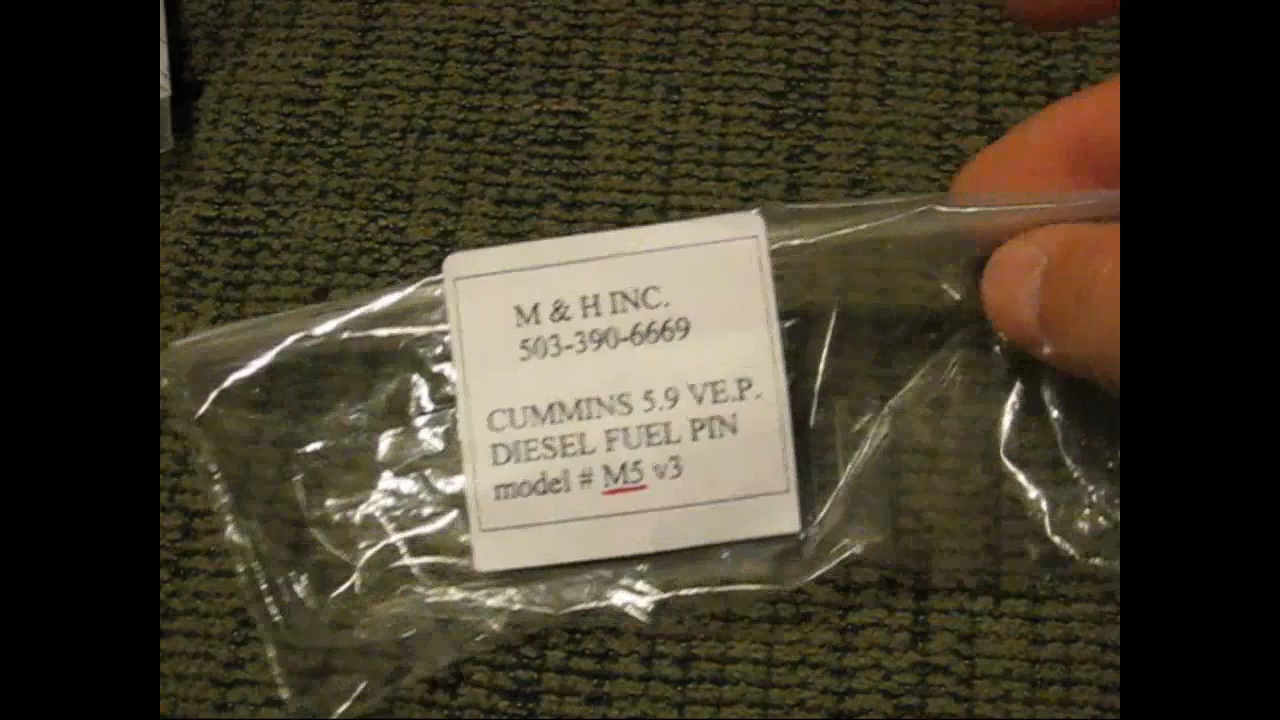 M & H INC.
503-390-6669
CUMMINS 5.9 VE.P.
DIESEL FUEL PIN
model # M5 v3